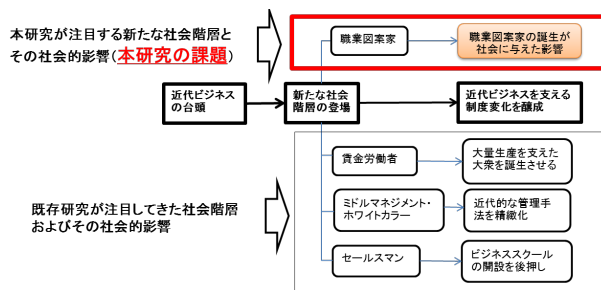 本研究が注目する新たな社会階層と
その社会的影響(本研究の課題)
職業図案家
職業図案家の誕生が
社会に与えた影響
近代ビジネス
の台頭
新たな社会
階層の登場
近代ビジネスを支える
制度変化を醸成
既存研究が注目してきた社会階層
およびその社会的影響
賃金労働者
大量生産を支えた
大衆を誕生させる
ミドルマネジメント・
ホワイトカラー
近代的な管理手
法を精緻化
セールスマン
ビジネススクール
の開設を後押し